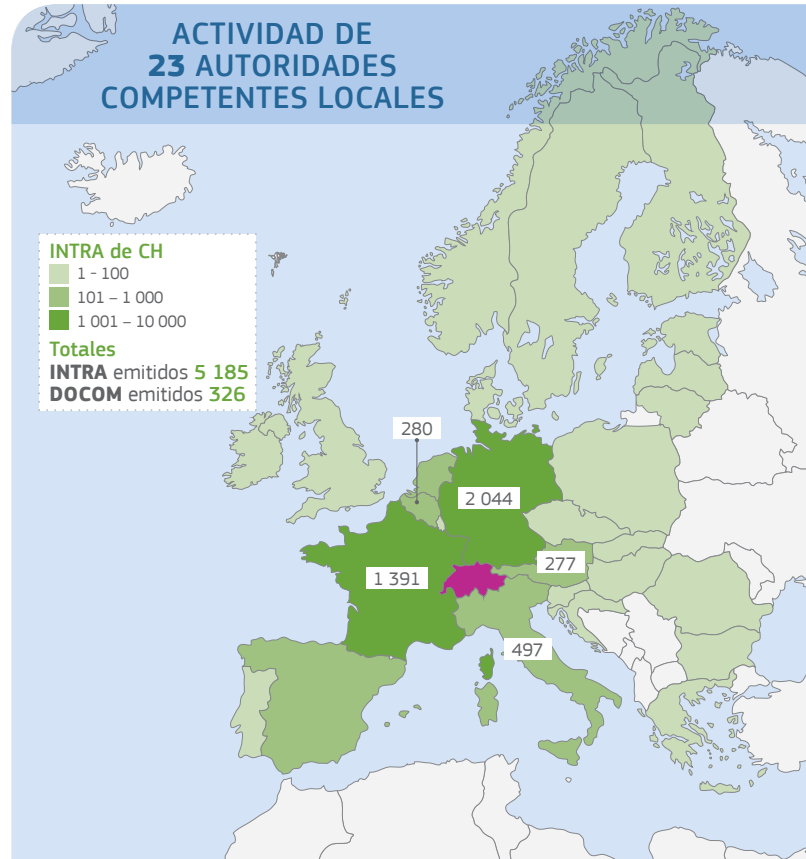 ACTIVIDAD DE
23 AUTORIDADES
COMPETENTES LOCALES
INTRA de CH
1 - 100
101 – 1 000
1 001 – 10 000
Totales
INTRA emitidos 5 185
DOCOM emitidos 326
280
2 044
277
1 391
497